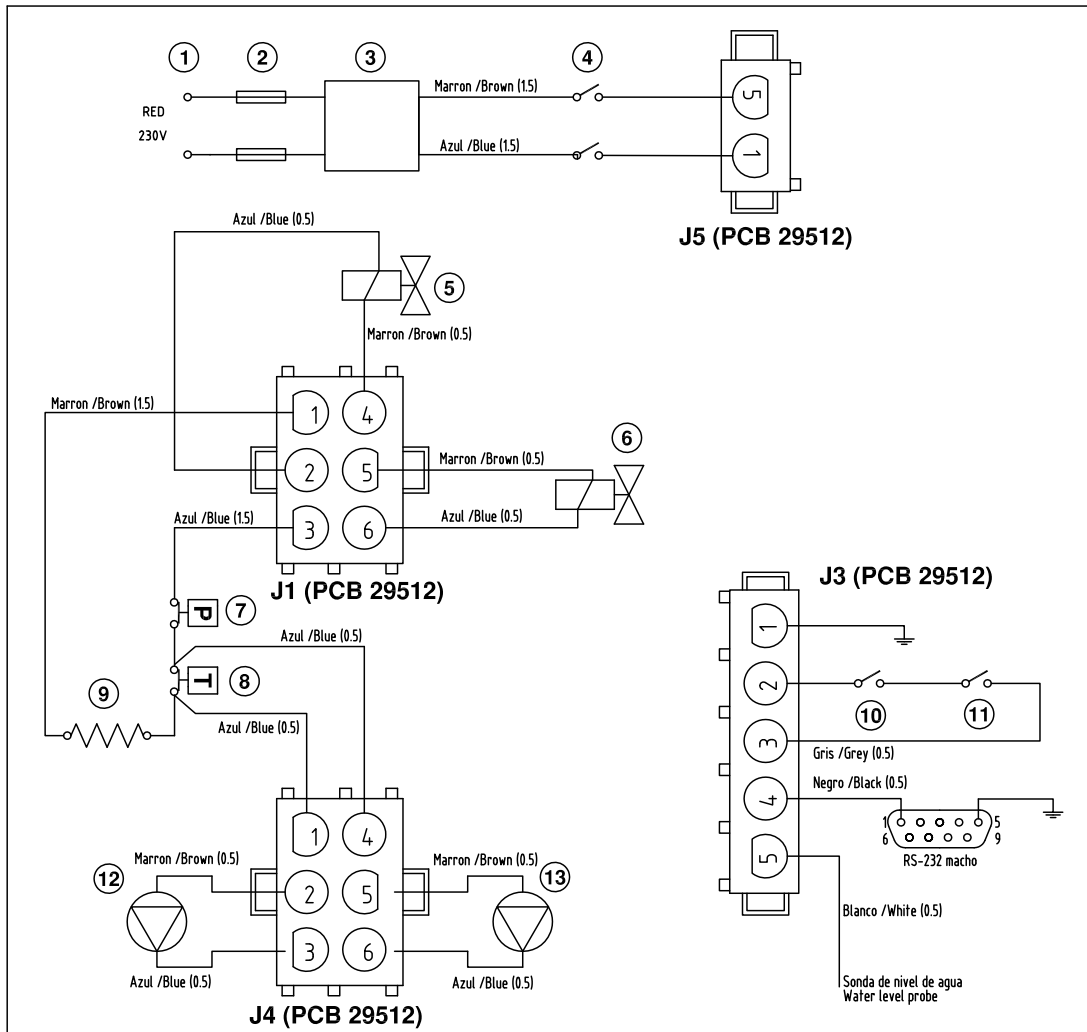 1
2
3
4
RED
230V
Marron /Brown (1.5)
Azul /Blue (1.5)
5
1
J5 (PCB 29512)
Azul /Blue (0.5)
5
Marron /Brown (0.5)
Marron /Brown (1.5)
1
4
6
2
5
Marron /Brown (0.5)
Azul /Blue (1.5)
3
6
Azul /Blue (0.5)
J1 (PCB 29512)
P
7
Azul /Blue (0.5)
T
8
9
Azul /Blue (0.5)
J3 (PCB 29512)
1
2
10
11
3
Gris /Grey (0.5)
4
Negro /Black (0.5)
1
5
6
9
RS-232 macho
5
Blanco /White (0.5)
Sonda de nivel de agua
Water level probe
1
4
12
Marron /Brown (0.5)
2
5
Marron /Brown (0.5)
13
3
6
Azul /Blue (0.5)
Azul /Blue (0.5)
J4 (PCB 29512)